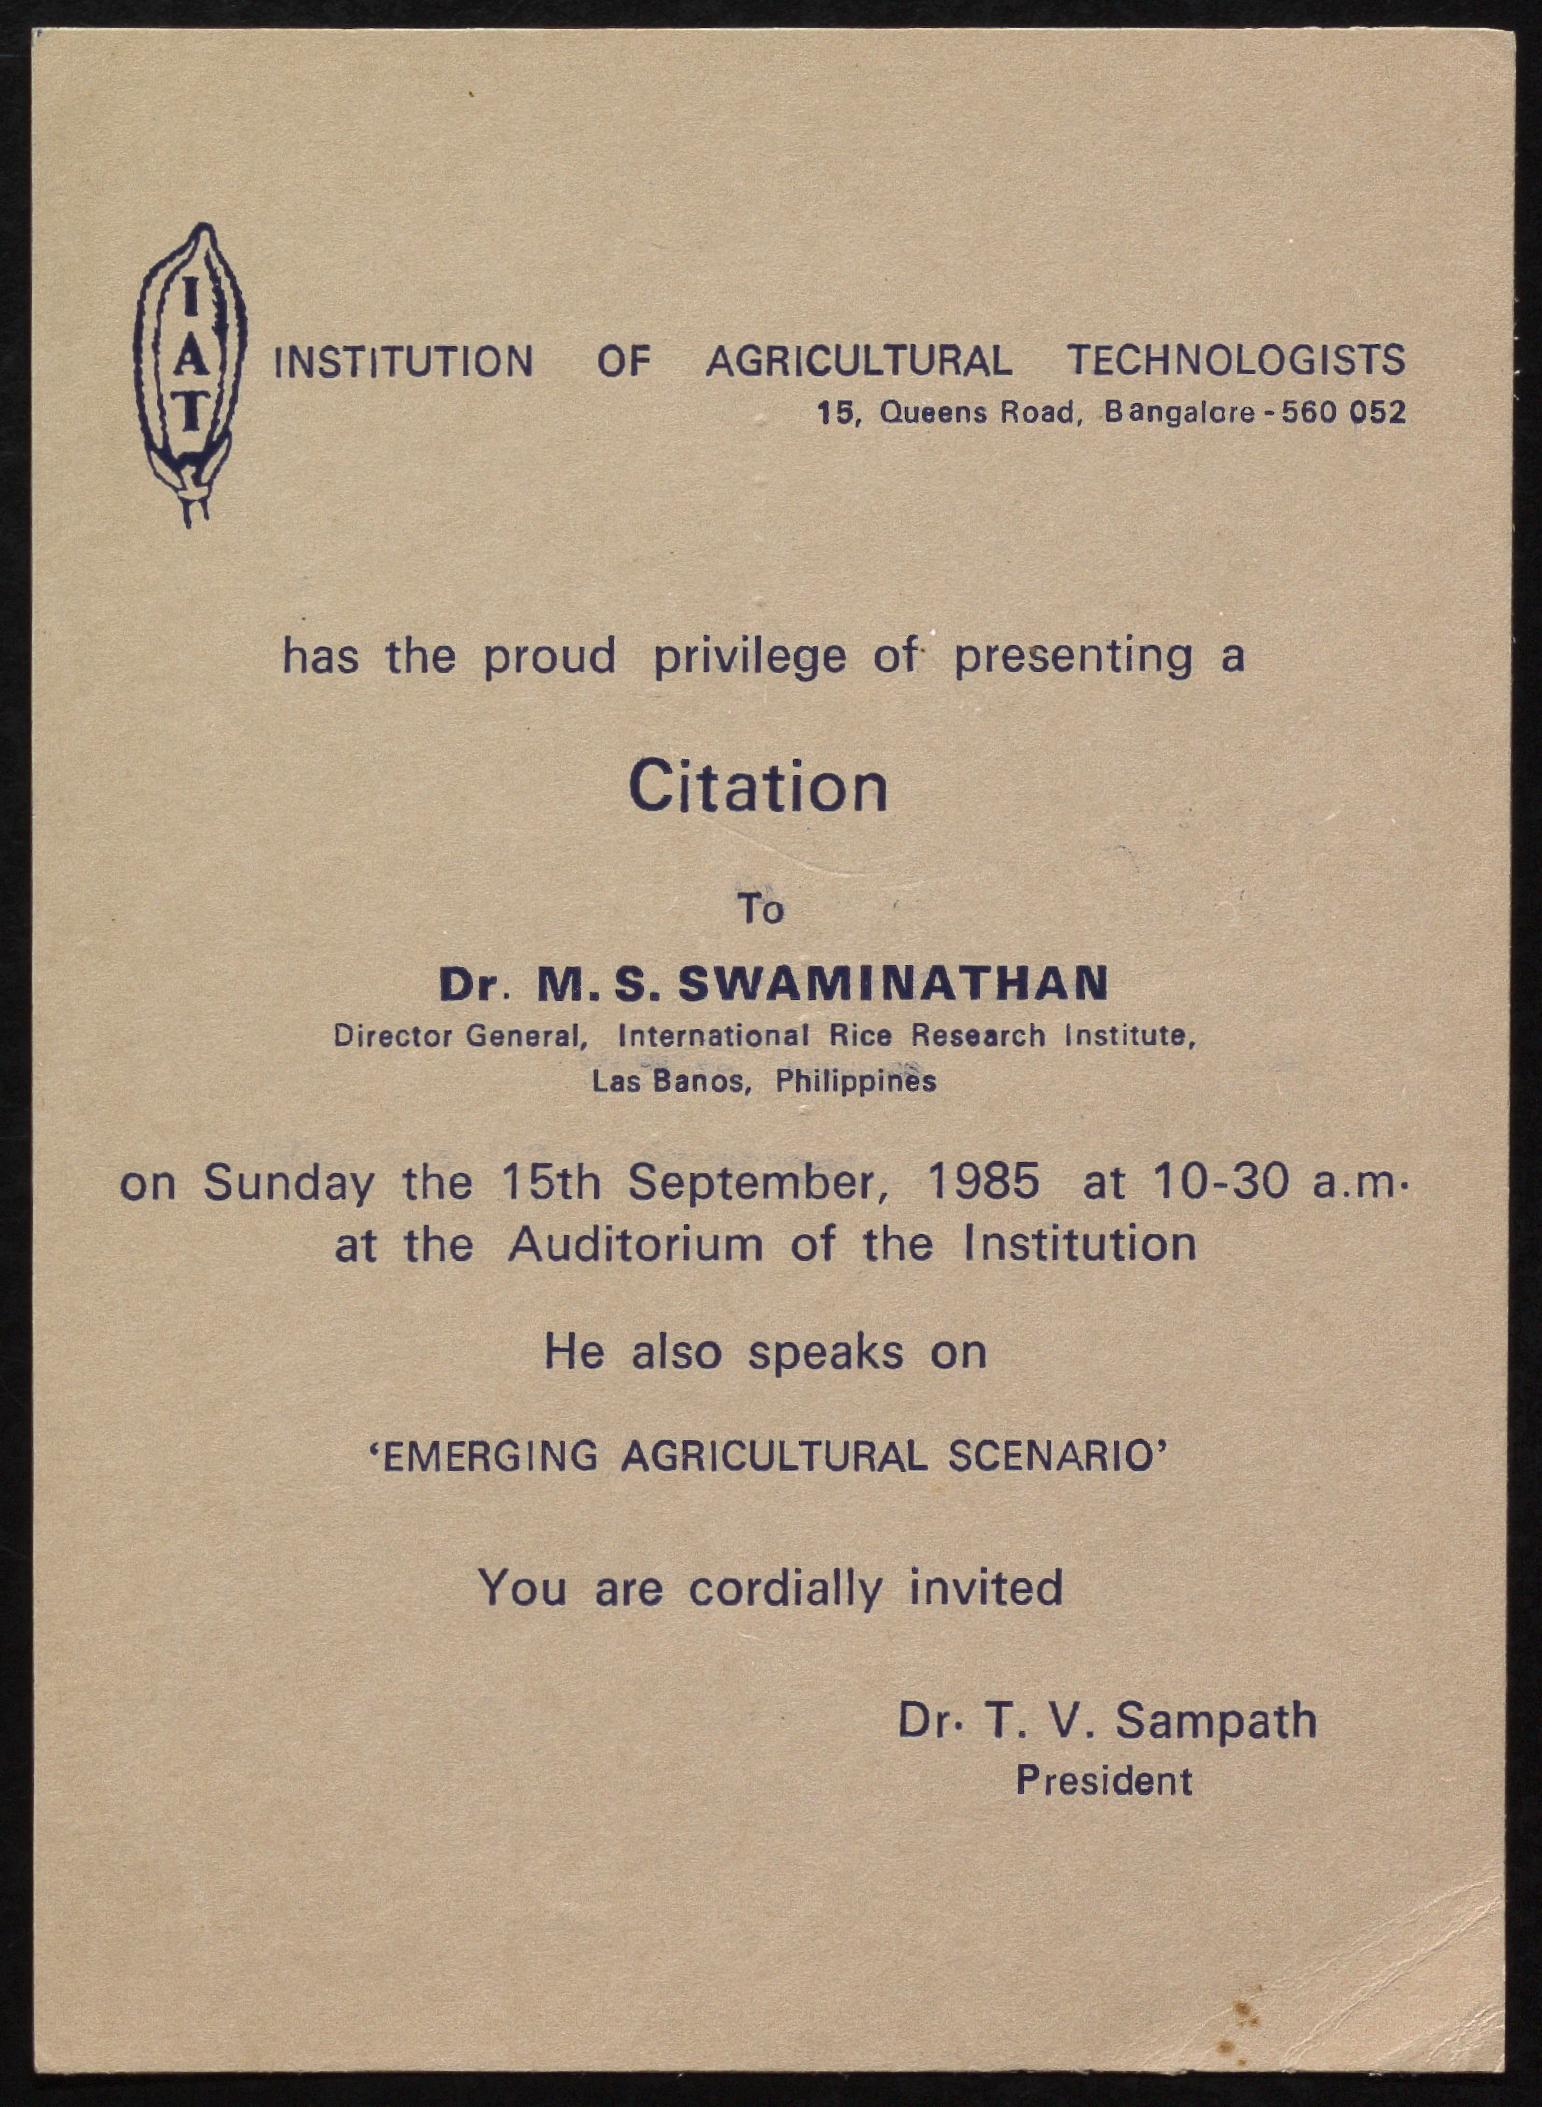 I
A
T
INSTITUTION OF AGRICULTURAL TECHNOLOGISTS
15, Queens Road, Bangalore - 560 052
has the proud privilege of presenting a
Citation
To
Dr. M. S. SWAMINATHAN
Director General, International Rice Research Institute,
Las Banos, Philippines
on Sunday the 15th September, 1985 at 10-30 a.m.
at the Auditorium of the Institution
He also speaks on
‘EMERGING AGRICULTURAL SCENARIO’
You are cordially invited
Dr. T. V. Sampath
President